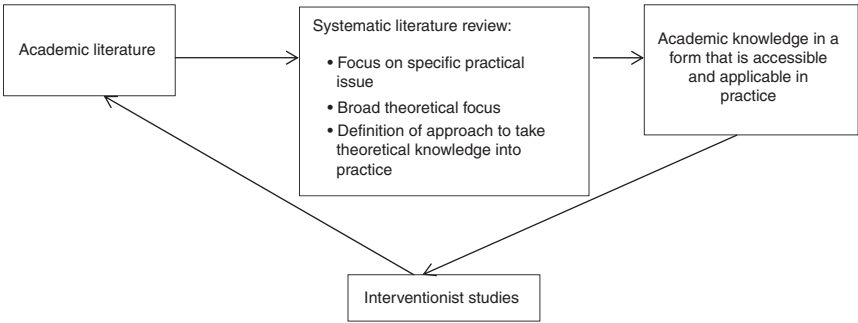 Academic literature
Systematic literature review:
• Focus on specific practical
issue
• Broad theoretical focus
• Definition of approach to take
theoretical knowledge into
practice
Academic knowledge in a
form that is accessible
and applicable in
practice
Interventionist studies